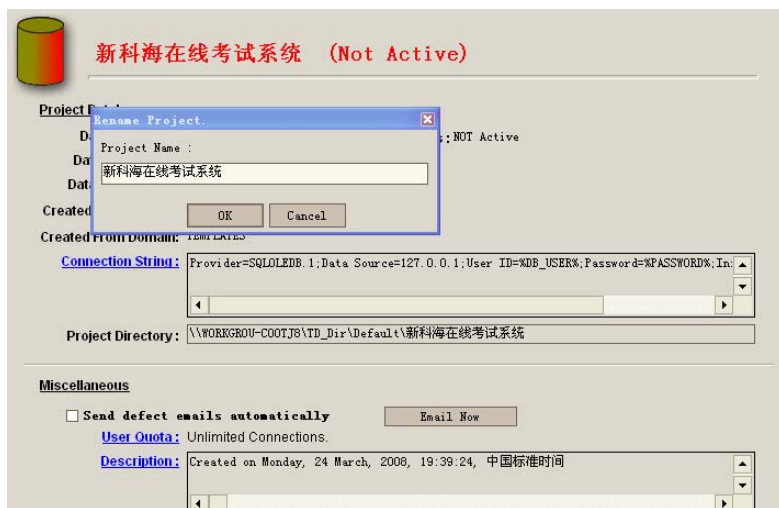 新科海在线考试系统 (Not Active)
Project
Rename Project.
:NOT Active
Project Name :
新科海在线考试系统
OK
Cancel
Created
Created From Domain: TEMPLATES
Connection String: Provider=SQLOLEDB.1;Data Source=127.0.0.1;User ID=%DB_USER%;Password=%PASSWORD%;In
Project Directory: \\WORKGROU-COOTJ8\TD_Dir\Default\新科海在线考试系统
Miscellaneous
Send defect emails automatically
Email Now
User Quota: Unlimited Connections.
Description: Created on Monday, 24 March, 2008, 19:39:24, 中国标准时间